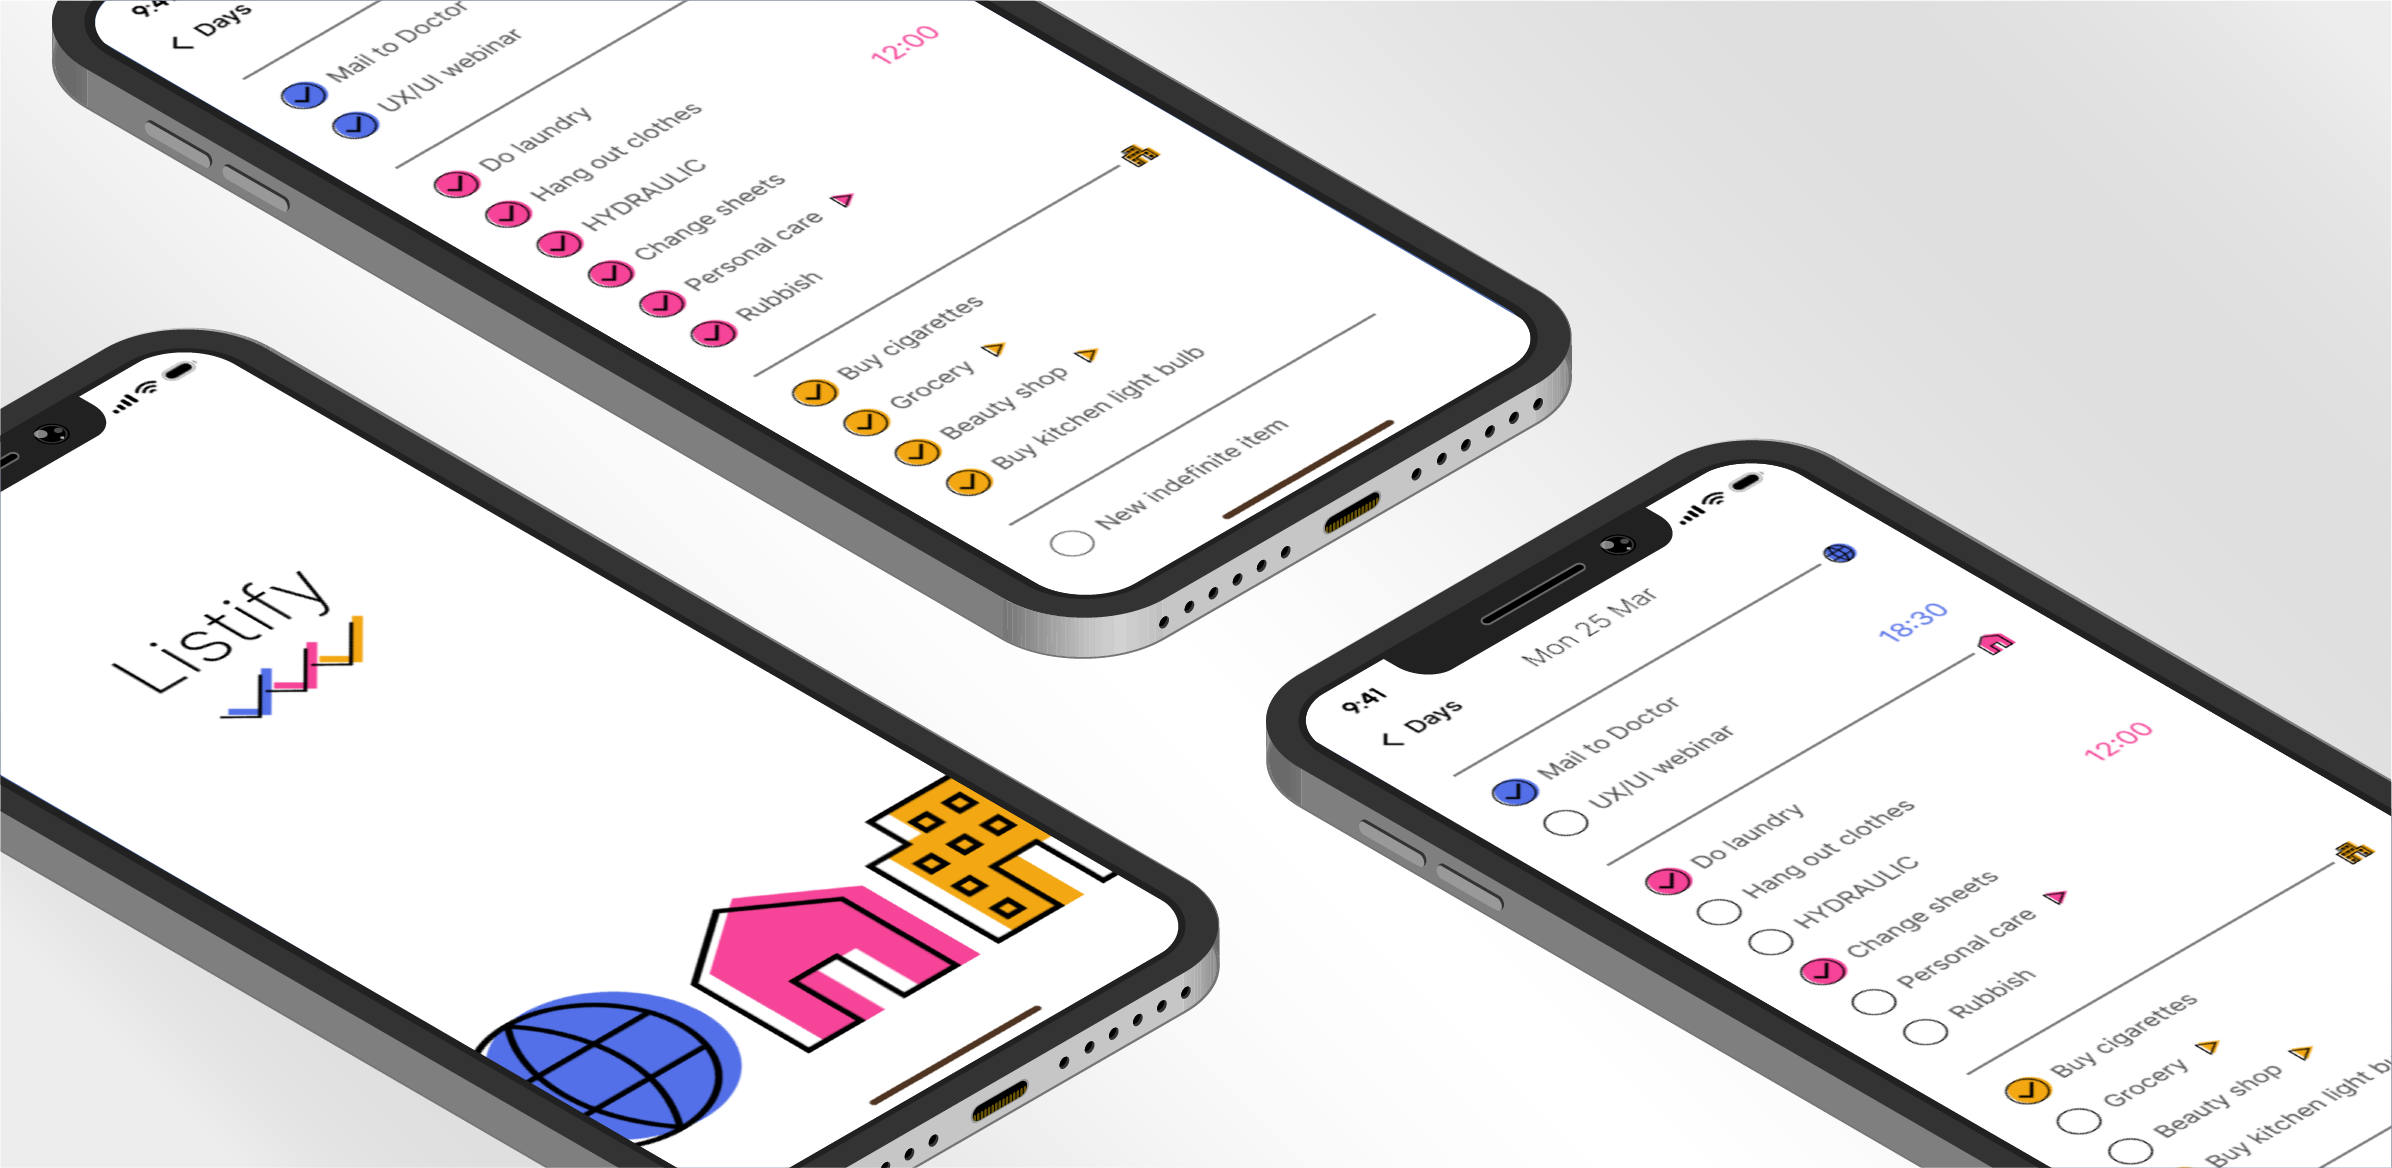 9:41
Days
Mail to Doctor
UX/UI webinar
12:00
Do laundry
Hang out clothes
HYDRAULIC
Change sheets
Personal care
Rubbish
Buy cigarettes
Grocery
Beauty shop
Buy kitchen light bulb
New indefinite item
Listify
9:41
Days
Mon 25 Mar
Mail to Doctor
18:30
UX/UI webinar
Do laundry
12:00
Hang out clothes
HYDRAULIC
Change sheets
Personal care
Rubbish
Buy cigarettes
Grocery
Beauty shop
Buy kitchen light bu